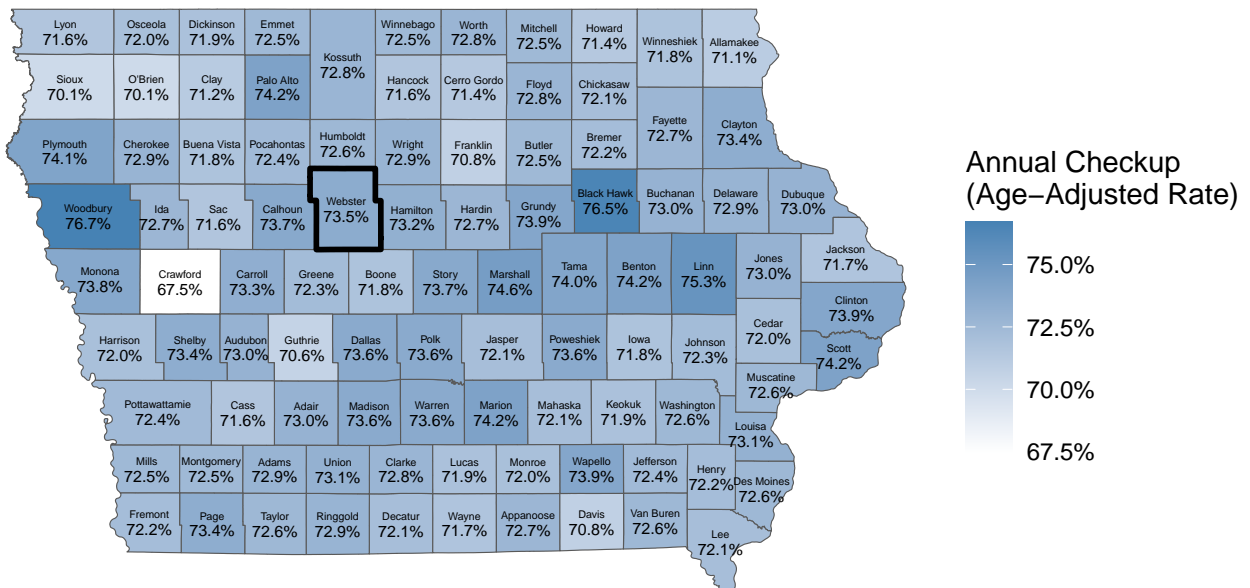 Lyon
71.6%
Osceola
72.0%
Dickinson
71.9%
Emmet
72.5%
Kossuth
72.8%
Winnebago
72.5%
Worth
72.8%
Mitchell
72.5%
Howard
71.4%
Winneshiek
71.8%
Allamakee
71.1%
Sioux
70.1%
O'Brien
70.1%
Clay
71.2%
Palo Alto
74.2%
Hancock
71.6%
Cerro Gordo
71.4%
Floyd
72.8%
Chickasaw
72.1%
Fayette
72.7%
Clayton
73.4%
Plymouth
74.1%
Cherokee
72.9%
Buena Vista
71.8%
Pocahontas
72.4%
Humboldt
72.6%
Wright
72.9%
Franklin
70.8%
Butler
72.5%
Bremer
72.2%
Woodbury
76.7%
Ida
72.7%
Sac
71.6%
Calhoun
73.7%
Webster
73.5%
Hamilton
73.2%
Hardin
72.7%
Grundy
73.9%
Black Hawk
76.5%
Buchanan
73.0%
Delaware
72.9%
Dubuque
73.0%
Monona
73.8%
Crawford
67.5%
Carroll
73.3%
Greene
72.3%
Boone
71.8%
Story
73.7%
Marshall
74.6%
Tama
74.0%
Benton
74.2%
Linn
75.3%
Jones
73.0%
Jackson
71.7%
Clinton
73.9%
Harrison
72.0%
Shelby
73.4%
Audubon
73.0%
Guthrie
70.6%
Dallas
73.6%
Polk
73.6%
Jasper
72.1%
Poweshiek
73.6%
Iowa
71.8%
Johnson
72.3%
Cedar
72.0%
Scott
74.2%
Muscatine
72.6%
Pottawattamie
72.4%
Cass
71.6%
Adair
73.0%
Madison
73.6%
Warren
73.6%
Marion
74.2%
Mahaska
72.1%
Keokuk
71.9%
Washington
72.6%
Louisa
73.1%
Mills
72.5%
Montgomery
72.5%
Adams
72.9%
Union
73.1%
Clarke
72.8%
Lucas
71.9%
Monroe
72.0%
Wapello
73.9%
Jefferson
72.4%
Henry
72.2%
Des Moines
72.6%
Fremont
72.2%
Page
73.4%
Taylor
72.6%
Ringgold
72.9%
Decatur
72.1%
Wayne
71.7%
Appanoose
72.7%
Davis
70.8%
Van Buren
72.6%
Lee
72.1%
Annual Checkup
(Age−Adjusted Rate)
75.0%
72.5%
70.0%
67.5%